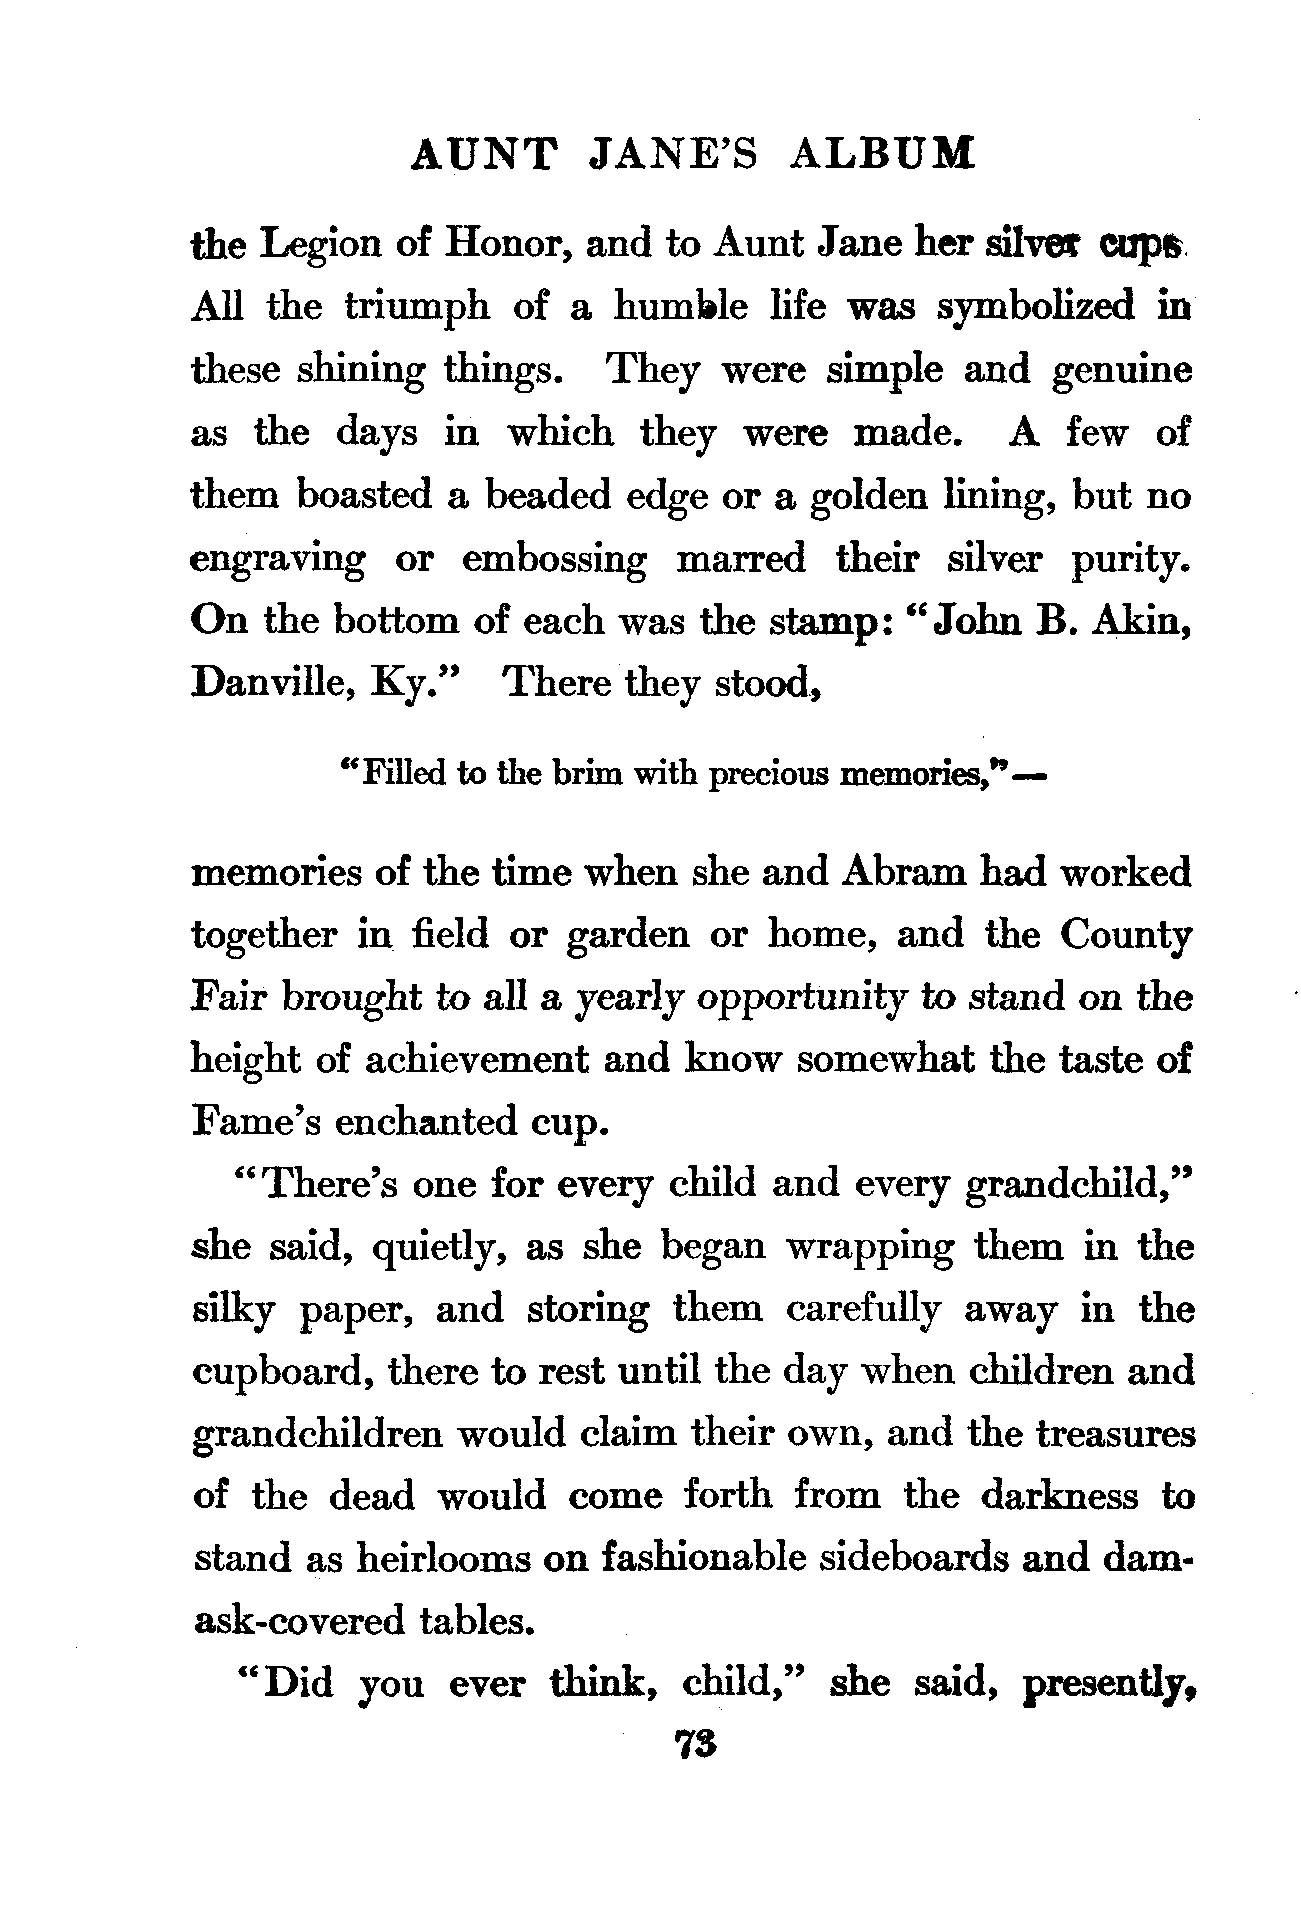 AUNT JANE'S ALBUM
the Legion of Honor, and to Aunt Jane her silver cups.
All the triumph of a humble life was symbolized in
these shining things. They were simple and genuine
as the days in which they were made. A few of
them boasted a beaded edge or a golden lining, but no
engraving or embossing marred their silver purity.
On the bottom of each was the stamp: "John B. Akin,
Danville, Ky." There they stood,
"Filled to the brim with precious memories,"—
memories of the time when she and Abram had worked
together in field or garden or home, and the County
Fair brought to all a yearly opportunity to stand on the
height of achievement and know somewhat the taste of
Fame's enchanted cup.
"There's one for every child and every grandchild,"
she said, quietly, as she began wrapping them in the
silky paper, and storing them carefully away in the
cupboard, there to rest until the day when children and
grandchildren would claim their own, and the treasures
of the dead would come forth from the darkness to
stand as heirlooms on fashionable sideboards and dam-
ask-covered tables.
"Did you ever think, child," she said, presently,
73